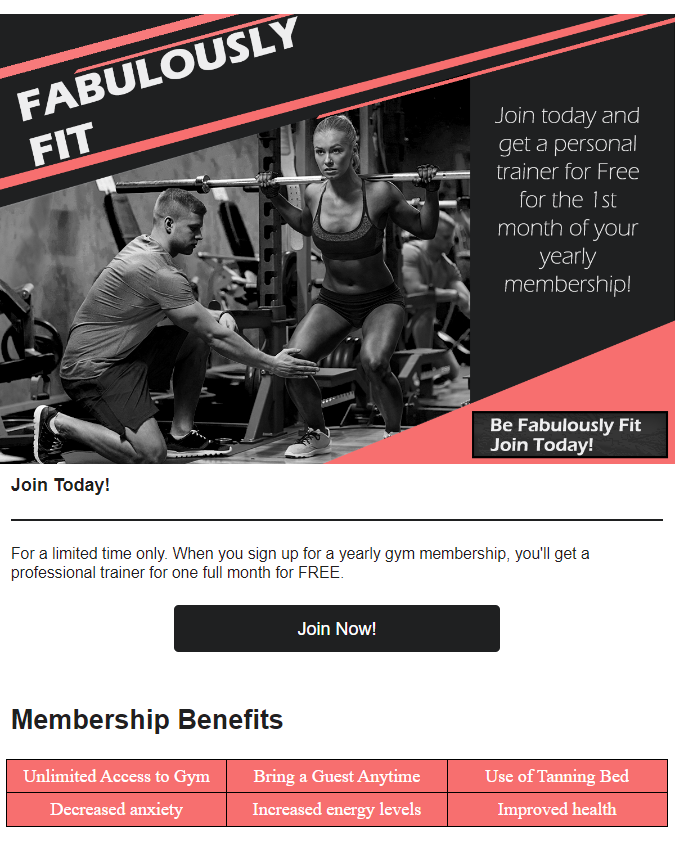 FABULOUSLY
FIT
Join today and
get a personal
trainer for Free
for the 1st
month of your
yearly
membership!
Be Fabulously Fit
Join Today!
Join Today!
For a limited time only. When you sign up for a yearly gym membership, you'll get a
professional trainer for one full month for FREE.
Join Now!
Membership Benefits
Unlimited Access to Gym Bring a Guest Anytime Use of Tanning Bed
Decreased anxiety Increased energy levels Improved health